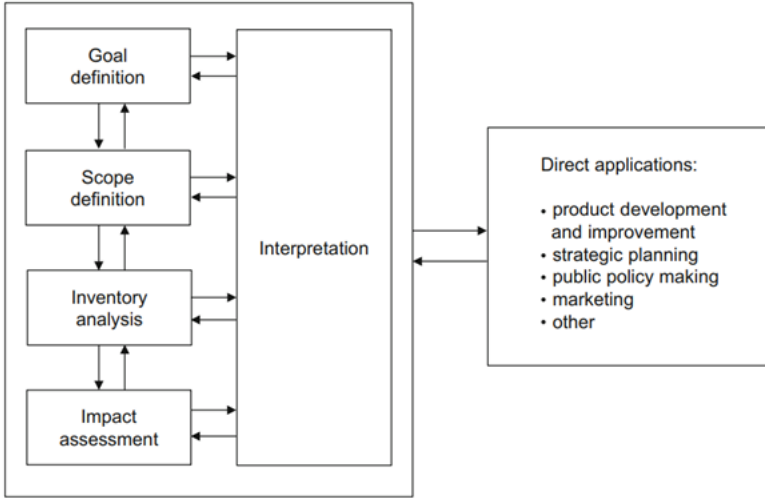 Goal
definition
Scope
definition
Inventory
analysis
Impact
assessment
Interpretation
Direct applications:
• product development
and improvement
• strategic planning
• public policy making
• marketing
• other